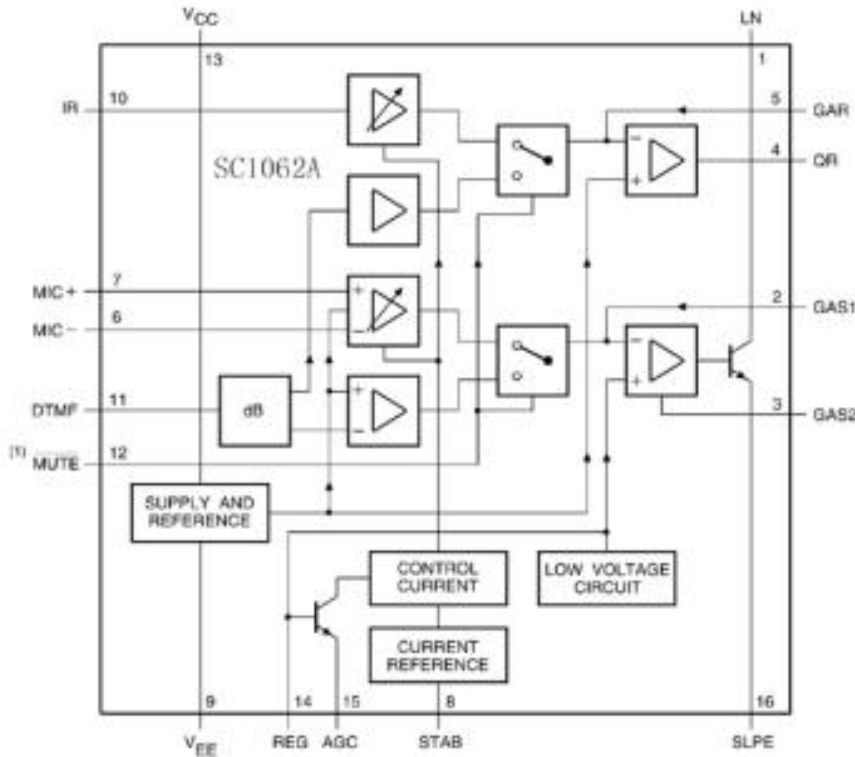 VCC LN
13 1
IR 10 5 GAR
4 QR
SC1062A
MIC+ 7 + 2 GAS1
MIC− 6 −
DTMF 11 dB 3 GAS2
(1) MUTE 12
SUPPLY AND
REFERENCE
CONTROL
CURRENT
LOW VOLTAGE
CIRCUIT
CURRENT
REFERENCE
9 14 15 8 16
VEE REG AGC STAB SLPE